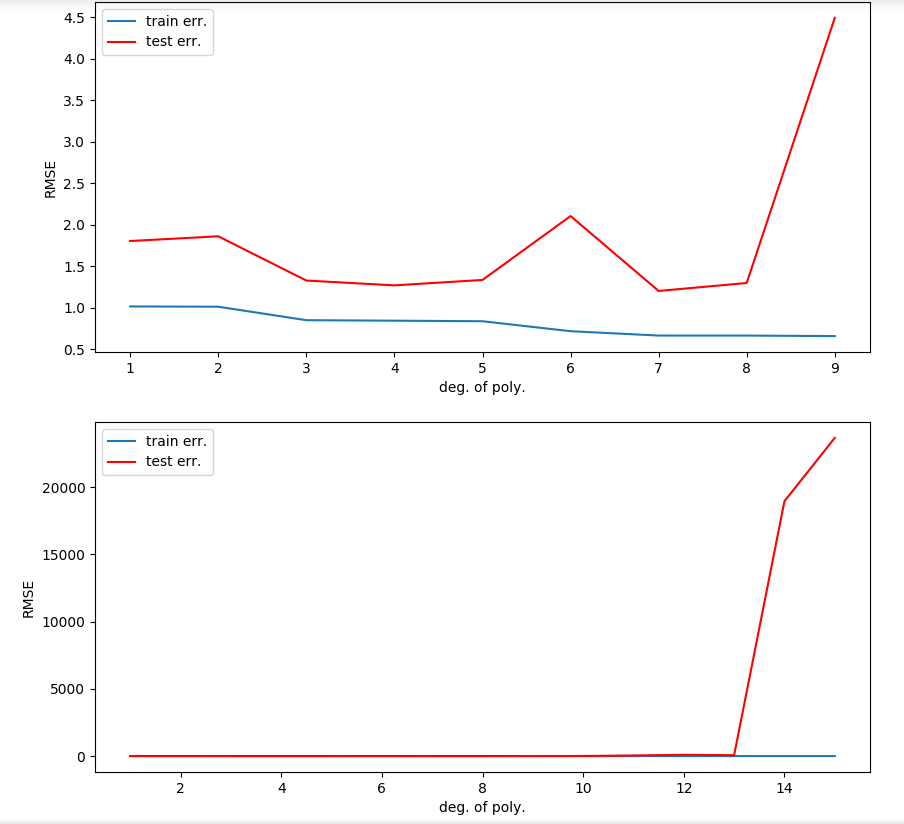 train err.
test err.
4.5
4.0
3.5
3.0
2.5
2.0
1.5
1.0
0.5
RMSE
1 2 3 4 5 6 7 8 9
deg. of poly.
train err.
test err.
20000
15000
10000
5000
0
RMSE
2 4 6 8 10 12 14
deg. of poly.